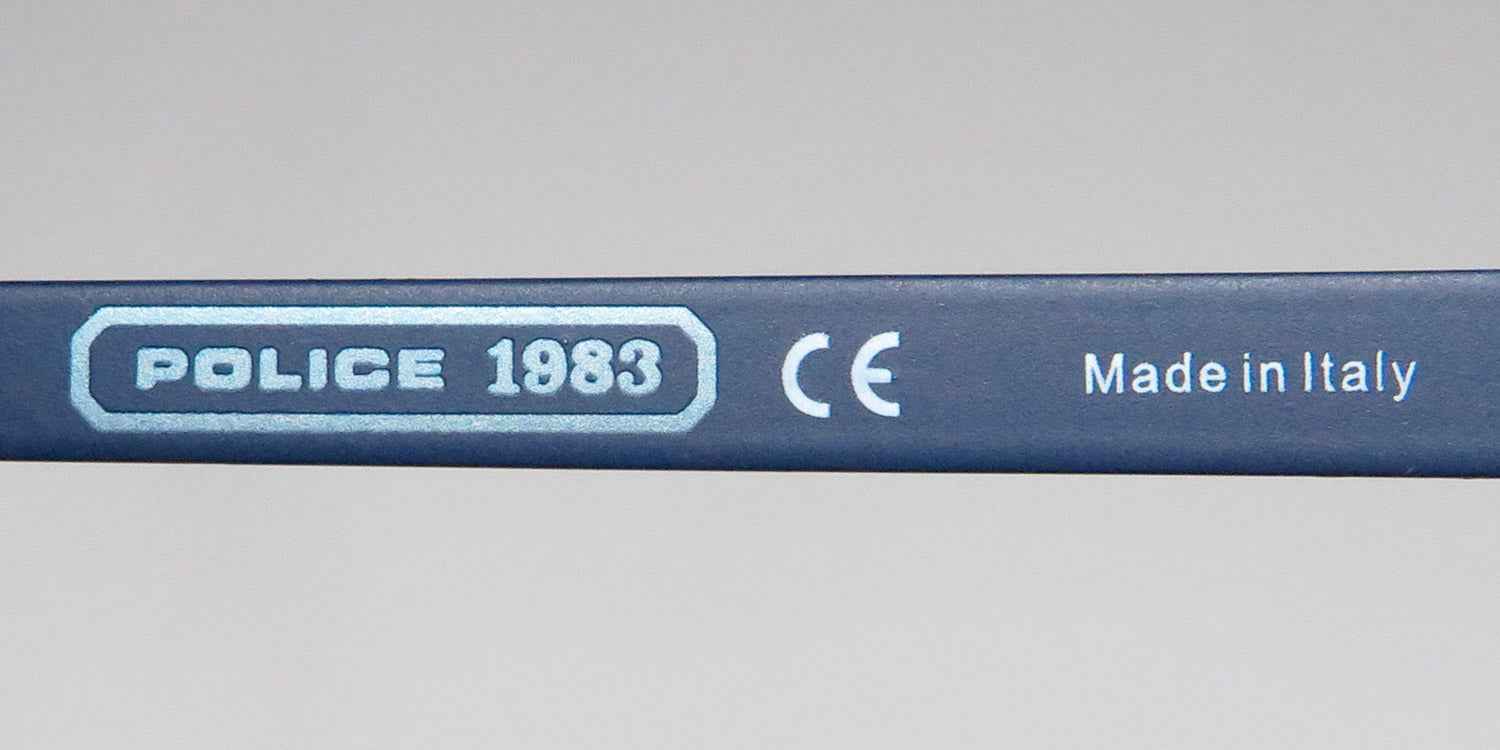 POLICE 1983 CE Made in Italy